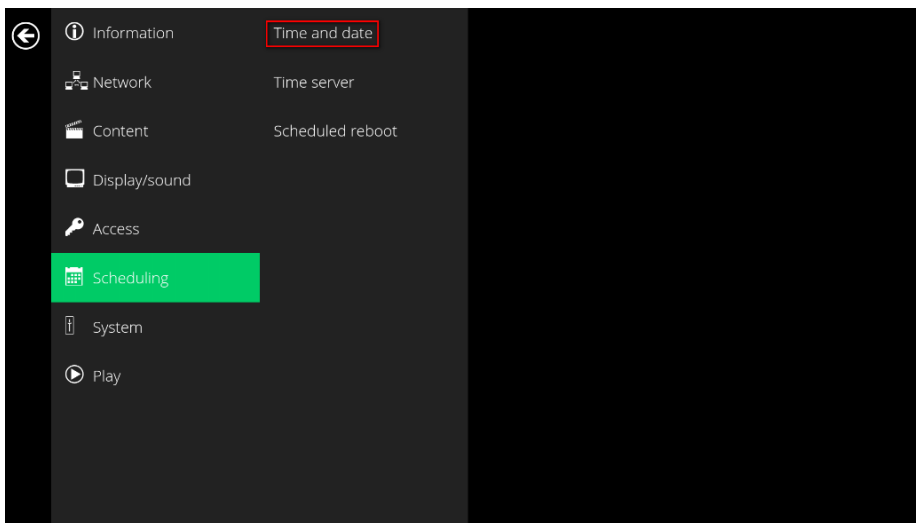 Information
Network
Content
Display/sound
Access
Scheduling
System
Play
Time and date
Time server
Scheduled reboot